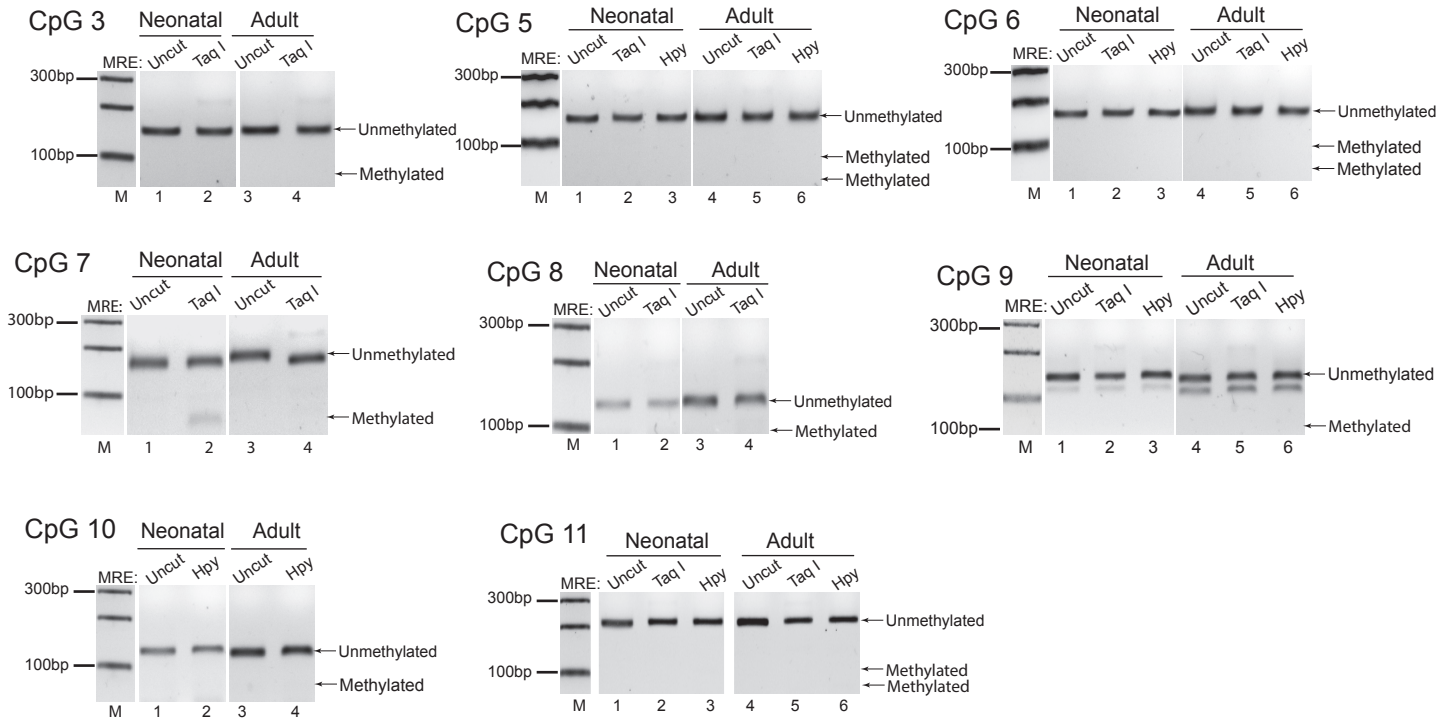 CpG 3
Neonatal Adult
MRE: Uncut Taq I Uncut Taq I
300bp
100bp
Unmethylated
Methylated
M 1 2 3 4
CpG 5
Neonatal Adult
MRE: Uncut Taq I Hpy Uncut Taq I Hpy
300bp
100bp
Unmethylated
Methylated
Methylated
M 1 2 3 4 5 6
CpG 6
Neonatal Adult
MRE: Uncut Taq I Hpy Uncut Taq I Hpy
300bp
100bp
Unmethylated
Methylated
Methylated
M 1 2 3 4 5 6
CpG 7
Neonatal Adult
MRE: Uncut Taq I Uncut Taq I
300bp
100bp
Unmethylated
Methylated
M 1 2 3 4
CpG 8
Neonatal Adult
MRE: Uncut Taq I Uncut Taq I
300bp
100bp
Unmethylated
Methylated
M 1 2 3 4
CpG 9
Neonatal Adult
MRE: Uncut Taq I Hpy Uncut Taq I Hpy
300bp
100bp
Unmethylated
Methylated
M 1 2 3 4 5 6
CpG 10
Neonatal Adult
MRE: Uncut Hpy Uncut Hpy
300bp
100bp
Unmethylated
Methylated
M 1 2 3 4
CpG 11
Neonatal Adult
MRE: Uncut Taq I Hpy Uncut Taq I Hpy
300bp
100bp
Unmethylated
Methylated
Methylated
M 1 2 3 4 5 6